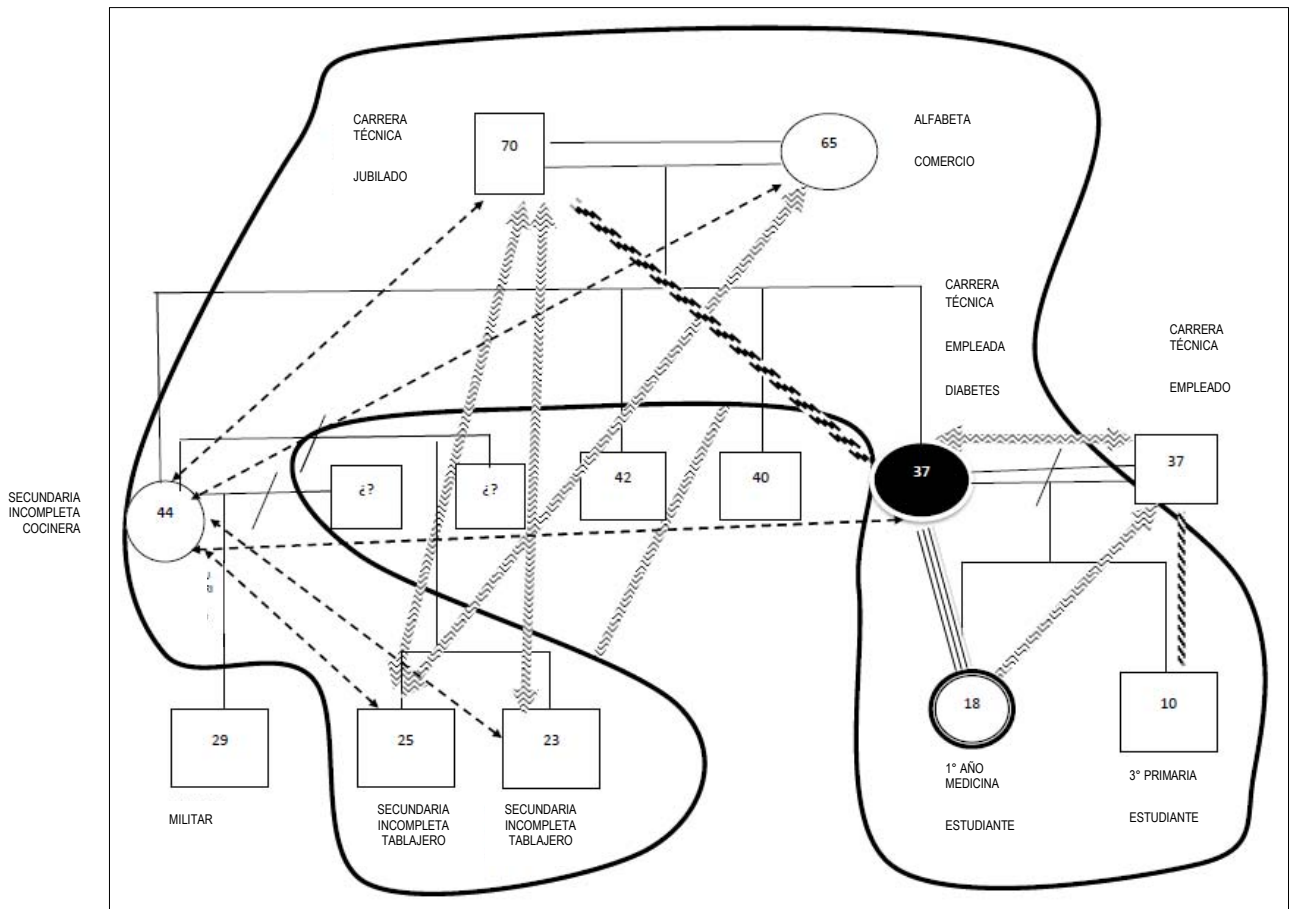 CARRERA
TÉCNICA
JUBILADO
70
65
ALFABETA
COMERCIO
CARRERA
TÉCNICA
EMPLEADA
DIABETES
CARRERA
TÉCNICA
EMPLEADO
SECUNDARIA
INCOMPLETA
COCINERA
44
¿?
¿?
42
40
37
37
29
25
23
18
10
MILITAR
SECUNDARIA
INCOMPLETA
TABLAJERO
SECUNDARIA
INCOMPLETA
TABLAJERO
1° AÑO
MEDICINA
ESTUDIANTE
3° PRIMARIA
ESTUDIANTE